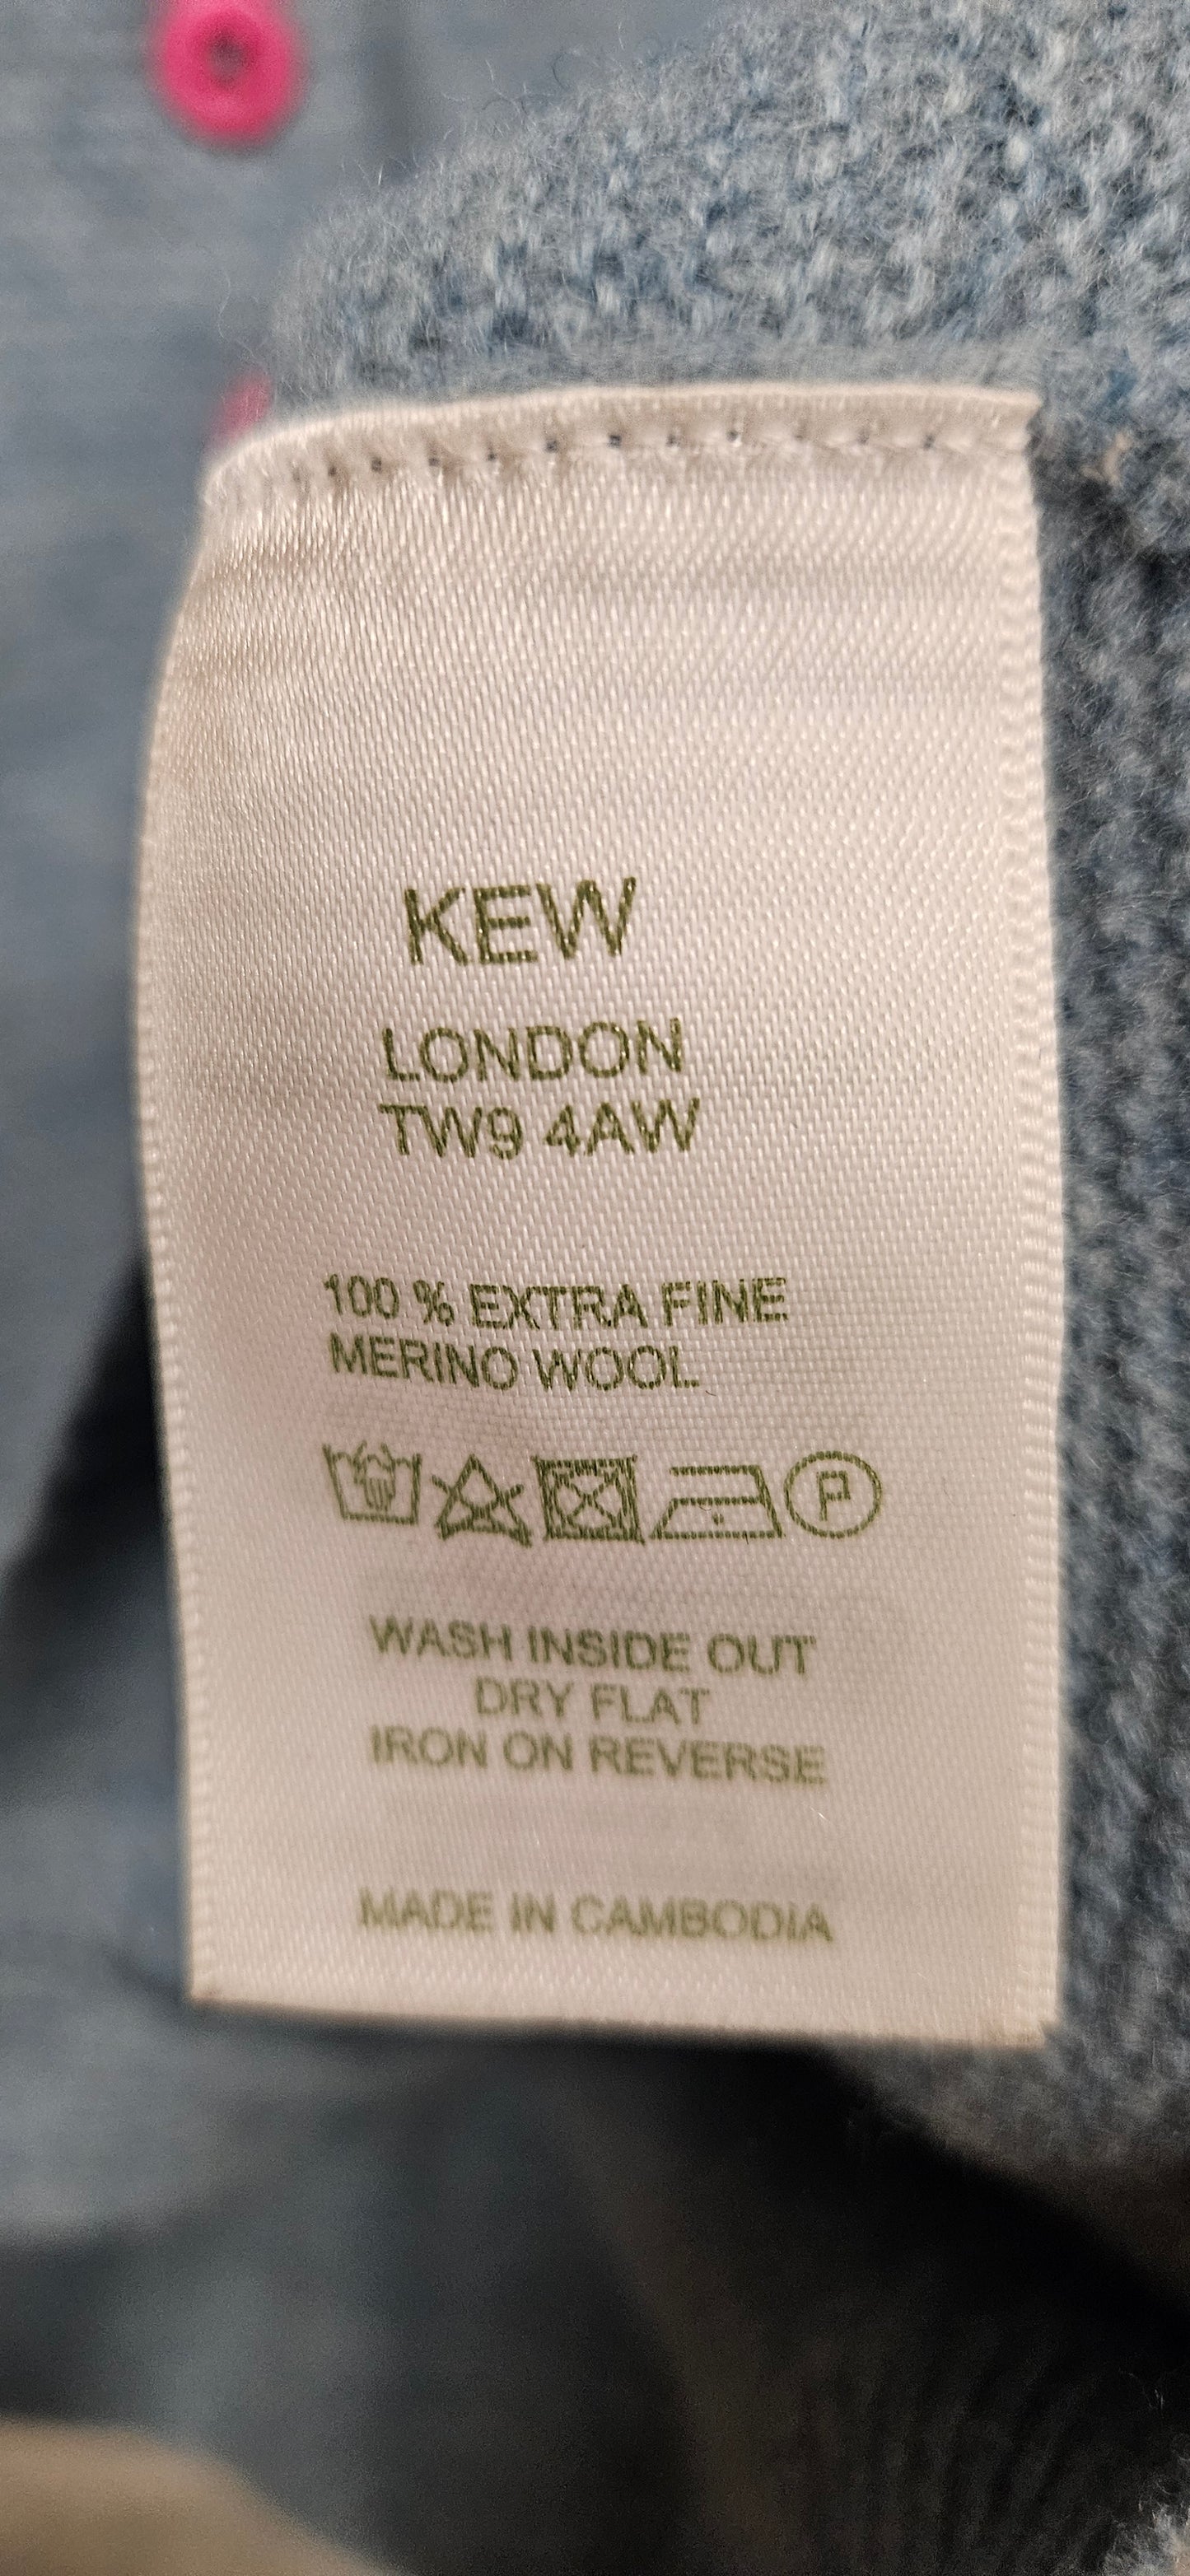 KEW
LONDON
TW9 4AW
100 % EXTRA FINE
MERINO WOOL
P
WASH INSIDE OUT
DRY FLAT
IRON ON REVERSE
MADE IN CAMBODIA